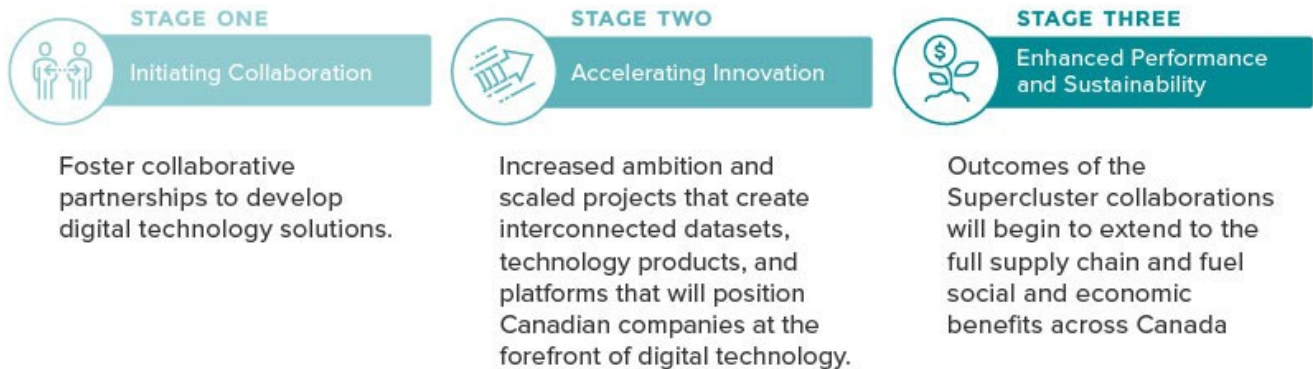 STAGE ONE
Initiating Collaboration
Foster collaborative
partnerships to develop
digital technology solutions.
STAGE TWO
Accelerating Innovation
Increased ambition and
scaled projects that create
interconnected datasets,
technology products, and
platforms that will position
Canadian companies at the
forefront of digital technology.
STAGE THREE
$
Enhanced Performance
and Sustainability
Outcomes of the
Supercluster collaborations
will begin to extend to the
full supply chain and fuel
social and economic
benefits across Canada